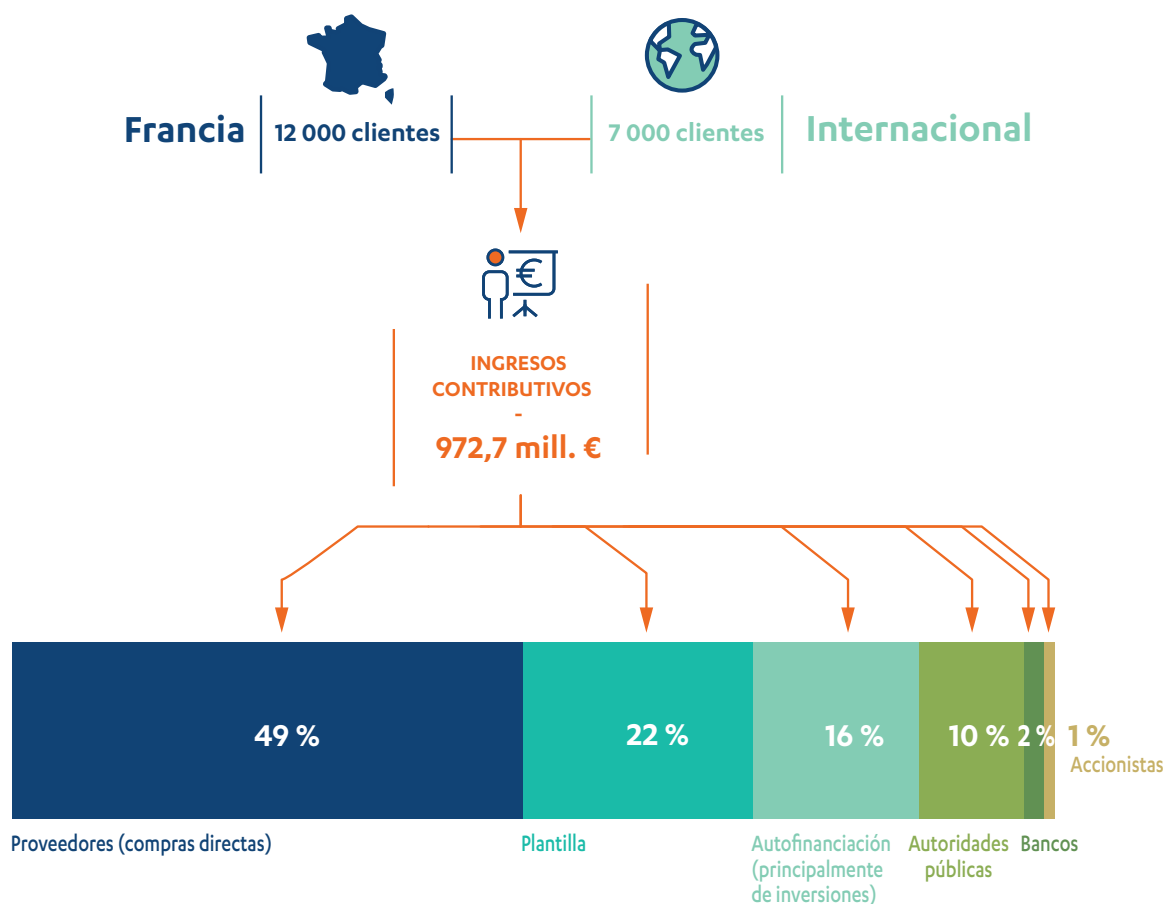 Francia
12 000 clientes
7 000 clientes
Internacional
€
INGRESOS
CONTRIBUTIVOS
-
972,7 mill. €
49 %
22 %
16 %
10 %
2 %
1 %
Accionistas
Proveedores (compras directas)
Plantilla
Autofinanciación
(principalmente
de inversiones)
Autoridades
públicas
Bancos